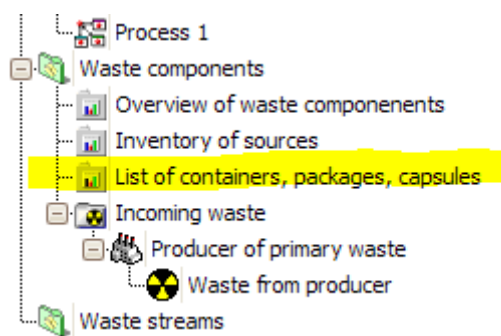 Process 1
Waste components
Overview of waste componenents
Inventory of sources
List of containers, packages, capsules
Incoming waste
Producer of primary waste
Waste from producer
Waste streams